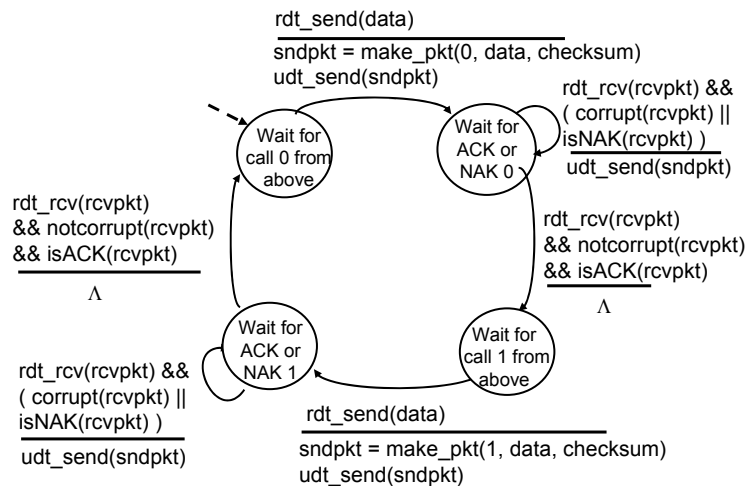 rdt_send(data)
sndpkt = make_pkt(0, data, checksum)
udt_send(sndpkt)
Wait for
call 0 from
above
Wait for
ACK or
NAK 0
rdt_rcv(rcvpkt) &&
( corrupt(rcvpkt) ||
isNAK(rcvpkt) )
udt_send(sndpkt)
rdt_rcv(rcvpkt)
&& notcorrupt(rcvpkt)
&& isACK(rcvpkt)
Λ
rdt_rcv(rcvpkt)
&& notcorrupt(rcvpkt)
&& isACK(rcvpkt)
Λ
Wait for
ACK or
NAK 1
Wait for
call 1 from
above
rdt_rcv(rcvpkt) &&
( corrupt(rcvpkt) ||
isNAK(rcvpkt) )
udt_send(sndpkt)
rdt_send(data)
sndpkt = make_pkt(1, data, checksum)
udt_send(sndpkt)